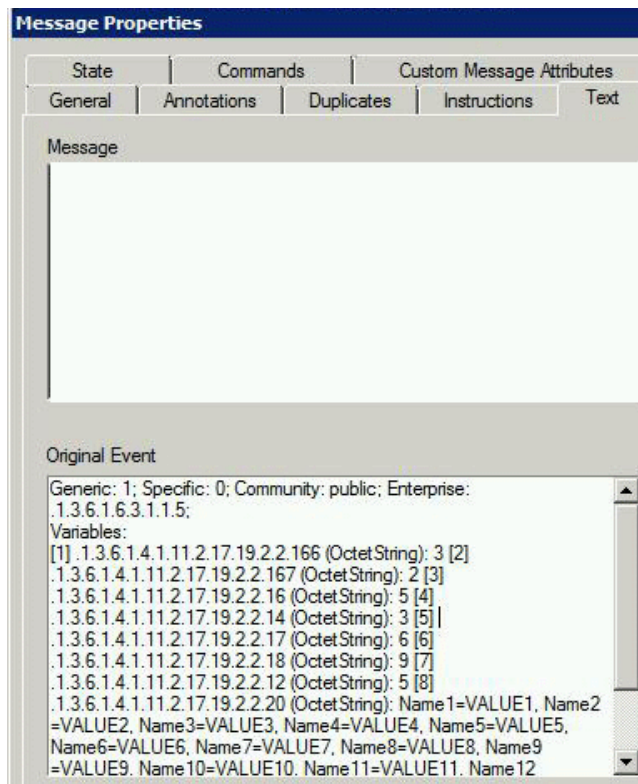 Message Properties
State
Commands
Custom Message Attributes
General
Annotations
Duplicates
Instructions
Text
Message
Original Event
Generic: 1; Specific: 0; Community: public; Enterprise:
.1.3.6.1.6.3.1.1.5;
Variables:
[1] .1.3.6.1.4.1.11.2.17.19.2.2.166 (OctetString): 3 [2]
.1.3.6.1.4.1.11.2.17.19.2.2.167 (OctetString): 2 [3]
.1.3.6.1.4.1.11.2.17.19.2.2.16 (OctetString): 5 [4]
.1.3.6.1.4.1.11.2.17.19.2.2.14 (OctetString): 3 [5]
.1.3.6.1.4.1.11.2.17.19.2.2.17 (OctetString): 6 [6]
.1.3.6.1.4.1.11.2.17.19.2.2.18 (OctetString): 9 [7]
.1.3.6.1.4.1.11.2.17.19.2.2.12 (OctetString): 5 [8]
.1.3.6.1.4.1.11.2.17.19.2.2.20 (OctetString): Name1=VALUE1, Name2
=VALUE2, Name3=VALUE3, Name4=VALUE4, Name5=VALUE5,
Name6=VALUE6, Name7=VALUE7, Name8=VALUE8, Name9
=VALUE9, Name10=VALUE10, Name11=VALUE11, Name12